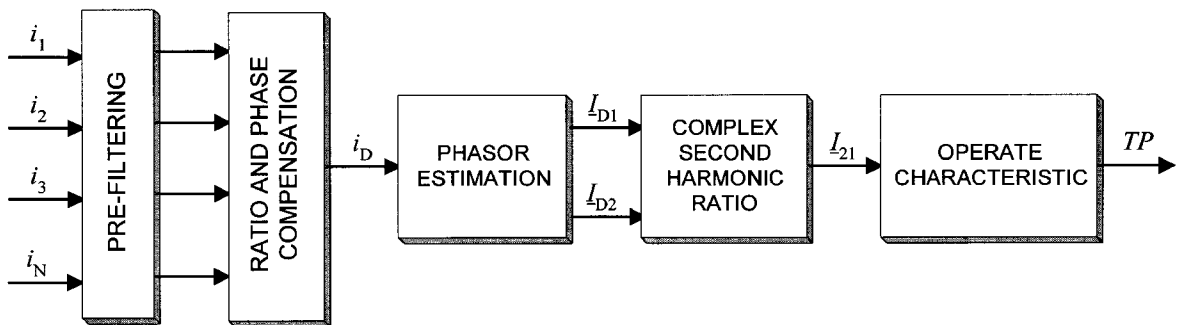 i1
i2
i3
iN
PRE-FILTERING
RATIO AND PHASE
COMPENSATION
iD
PHASOR
ESTIMATION
ID1
ID2
COMPLEX
SECOND
HARMONIC
RATIO
I21
OPERATE
CHARACTERISTIC
TP